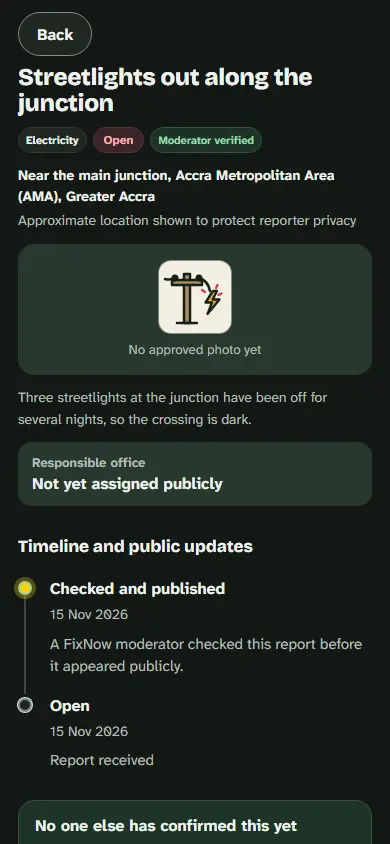 Back
Streetlights out along the
junction
Electricity
Open
Moderator verified
Near the main junction, Accra Metropolitan Area
(AMA), Greater Accra
Approximate location shown to protect reporter privacy
No approved photo yet
Three streetlights at the junction have been off for
several nights, so the crossing is dark.
Responsible office
Not yet assigned publicly
Timeline and public updates
Checked and published
15 Nov 2026
A FixNow moderator checked this report before
it appeared publicly.
Open
15 Nov 2026
Report received
No one else has confirmed this yet